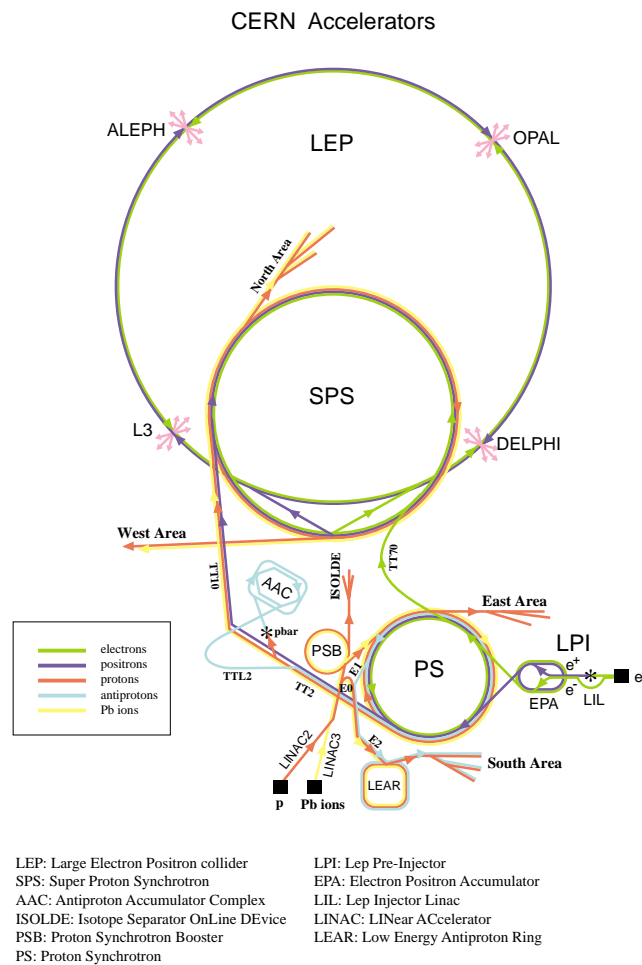 CERN Accelerators
ALEPH
LEP
OPAL
North Area
SPS
L3
DELPHI
West Area
TT10
AAC
ISOLDE
TT70
East Area
*pbar
PSB
E1
PS
LPI
e+
e-
*
e
EPA
LIL
electrons
positrons
protons
antiprotons
Pb ions
TTL2
TT2
E0
LINAC2
LINAC3
E2
LEAR
South Area
p
Pb ions
LEP: Large Electron Positron collider
SPS: Super Proton Synchrotron
AAC: Antiproton Accumulator Complex
ISOLDE: Isotope Separator OnLine DEvice
PSB: Proton Synchrotron Booster
PS: Proton Synchrotron
LPI: Lep Pre-Injector
EPA: Electron Positron Accumulator
LIL: Lep Injector Linac
LINAC: LINear ACcelerator
LEAR: Low Energy Antiproton Ring